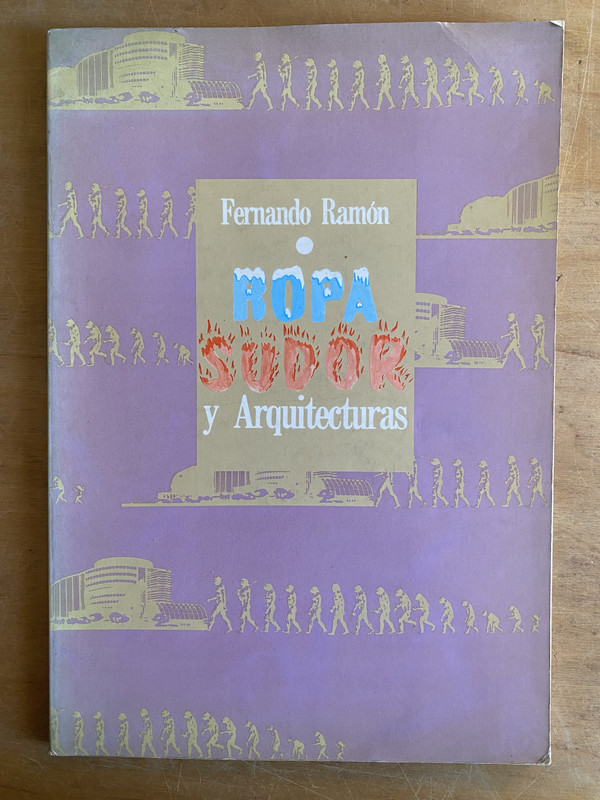 Fernando Ramón
ROPA
SUDOR
y Arquitecturas